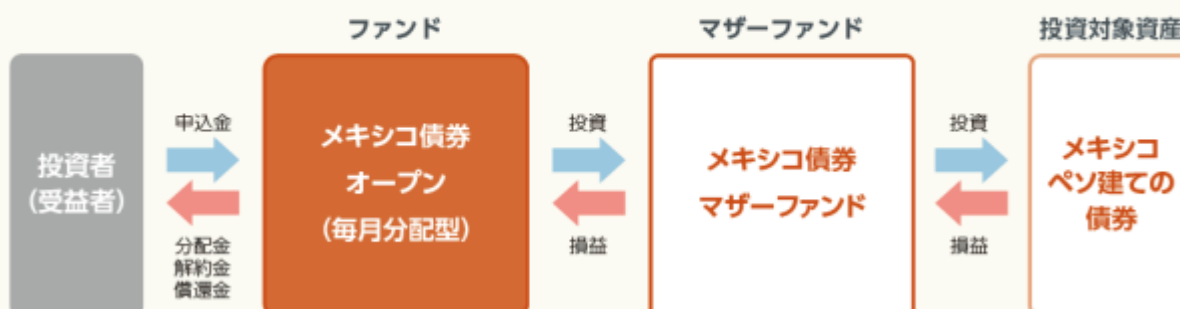 ファンド
マザーファンド
投資対象資産
投資者
(受益者)
申込金
分配金
解約金
償還金
メキシコ債券
オープン
(毎月分配型)
投資
損益
メキシコ債券
マザーファンド
投資
損益
メキシコ
ペソ建ての
債券